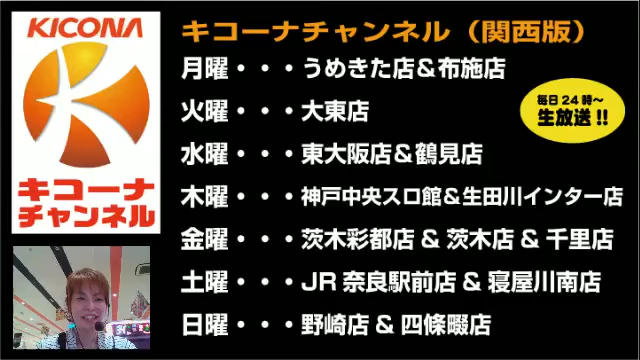 KICONA
キコーナ
チャンネル
キコーナチャンネル（関西版）
月曜・・・うめきた店＆布施店
火曜・・・大東店
水曜・・・東大阪店＆鶴見店
木曜・・・神戸中央スロ館＆生田川インター店
金曜・・・茨木彩都店 & 茨木店 & 千里店
土曜・・・JR奈良駅前店 & 寝屋川南店
日曜・・・野崎店 & 四條畷店
毎日24時～
生放送!!